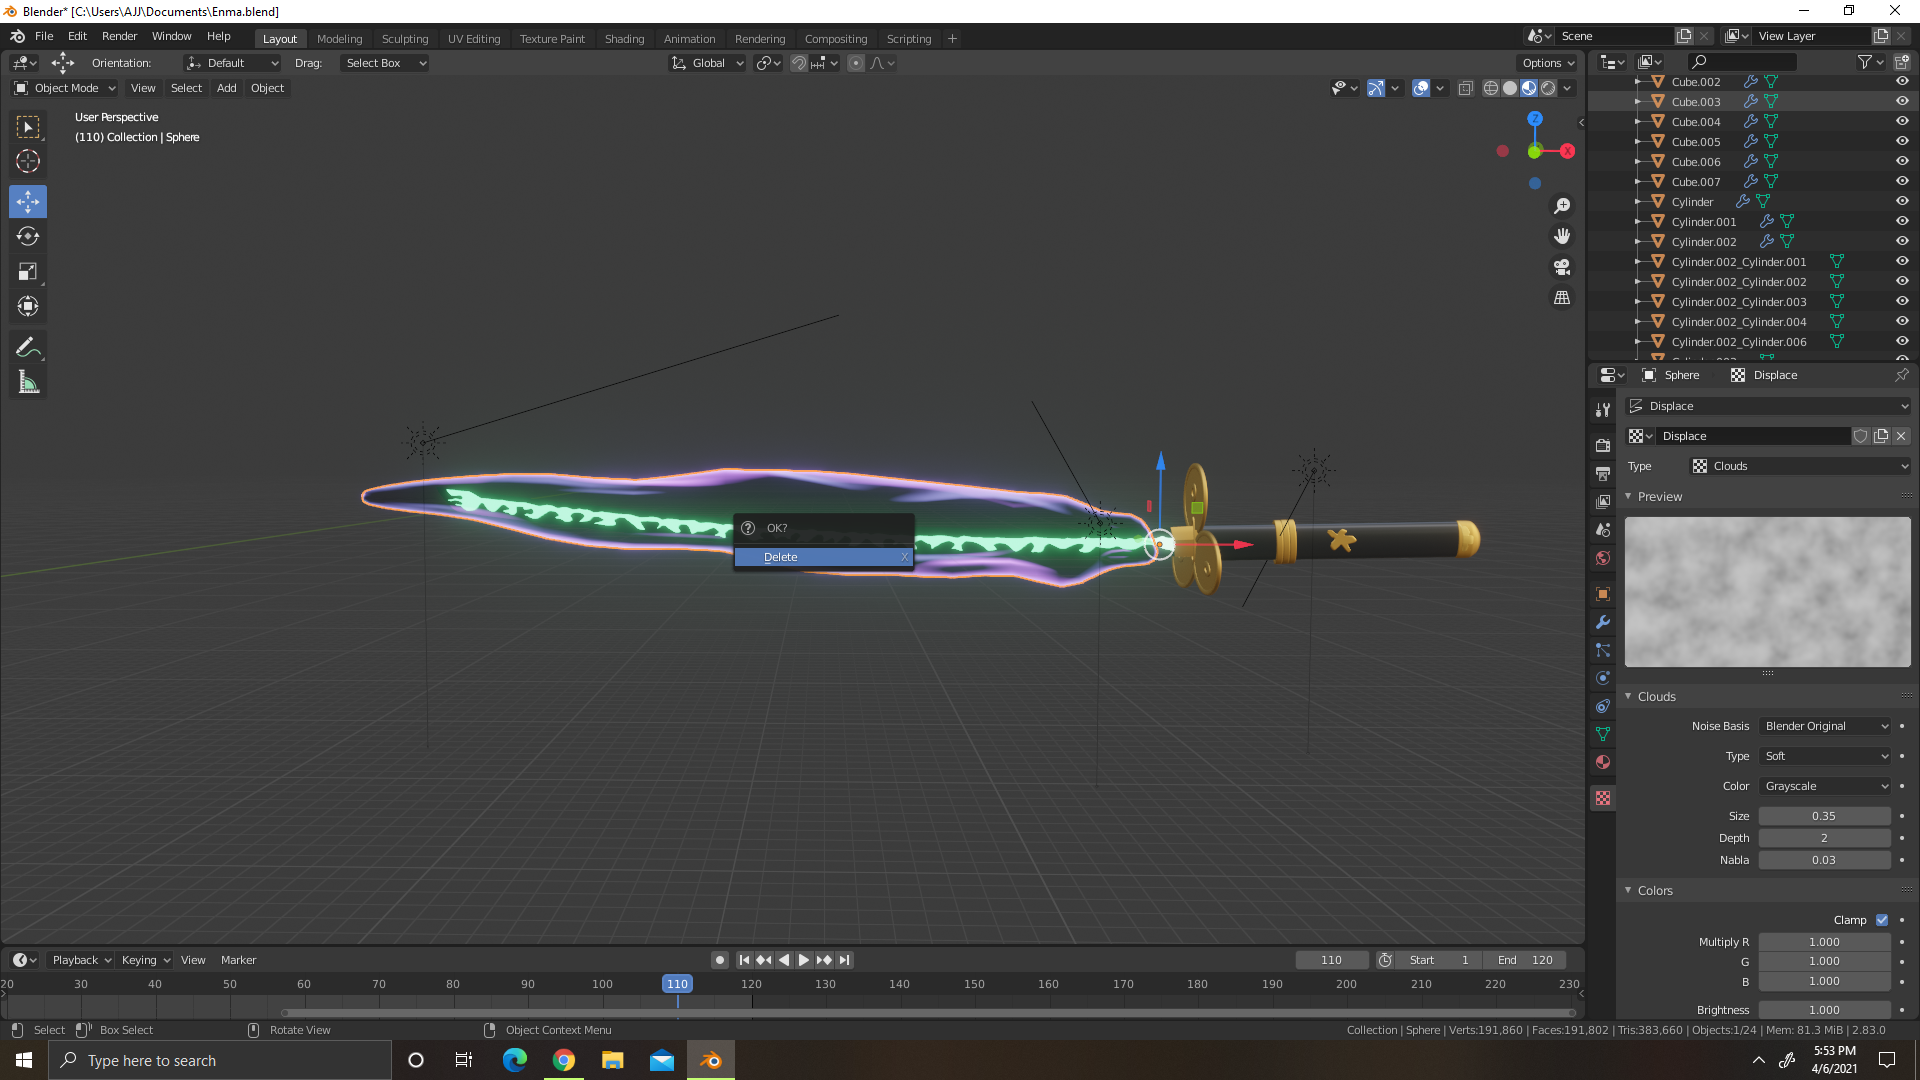 Blender* [C:\Users\AJJ\Documents\Enma.blend]
File Edit Render Window Help Layout Modeling Sculpting UV Editing Texture Paint Shading Animation Rendering Compositing Scripting + Scene View Layer
Orientation: Default Drag: Select Box Global Options
Object Mode View Select Add Object
User Perspective
(110) Collection | Sphere
Z
X
Cube.002
Cube.003
Cube.004
Cube.005
Cube.006
Cube.007
Cylinder
Cylinder.001
Cylinder.002
Cylinder.002_Cylinder.001
Cylinder.002_Cylinder.002
Cylinder.002_Cylinder.003
Cylinder.002_Cylinder.004
Cylinder.002_Cylinder.006
OK?
Delete X
Sphere Displace
Displace
Displace
Type Clouds
Preview
Clouds
Noise Basis Blender Original
Type Soft
Color Grayscale
Size 0.35
Depth 2
Nabla 0.03
Colors
Clamp
Multiply R 1.000
G 1.000
B 1.000
Brightness 1.000
Playback Keying View Marker 110 Start 1 End 120
20 30 40 50 60 70 80 90 100 110 120 130 140 150 160 170 180 190 200 210 220 230
Select Box Select Rotate View Object Context Menu Collection | Sphere | Verts:191,860 | Faces:191,802 | Tris:383,660 | Objects:1/24 | Mem: 81.3 MiB | 2.83.0
Type here to search
5:53 PM
4/6/2021